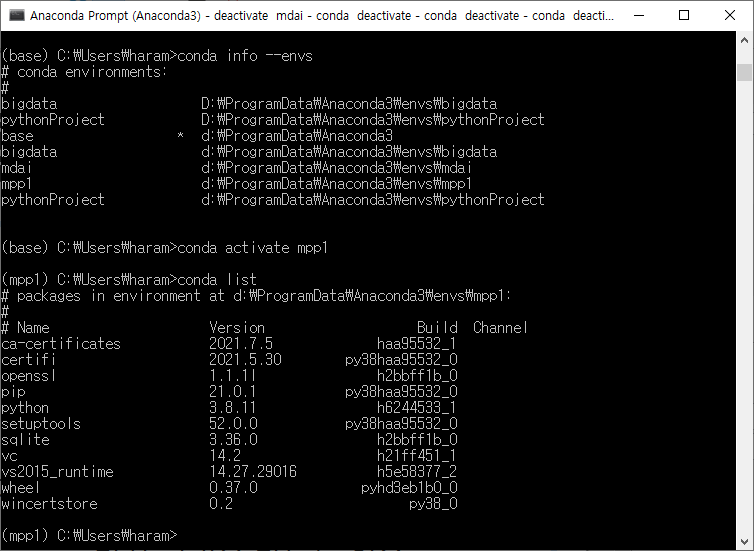 Anaconda Prompt (Anaconda3) - deactivate  mdai - conda  deactivate - conda  deactivate - conda  deacti...
(base) C:₩Users₩haram>conda info --envs
# conda environments:
#
bigdata                  D:₩ProgramData₩Anaconda3₩envs₩bigdata
pythonProject            D:₩ProgramData₩Anaconda3₩envs₩pythonProject
base                  *  d:₩ProgramData₩Anaconda3
bigdata                  d:₩ProgramData₩Anaconda3₩envs₩bigdata
mdai                     d:₩ProgramData₩Anaconda3₩envs₩mdai
mpp1                     d:₩ProgramData₩Anaconda3₩envs₩mpp1
pythonProject            d:₩ProgramData₩Anaconda3₩envs₩pythonProject
(base) C:₩Users₩haram>conda activate mpp1
(mpp1) C:₩Users₩haram>conda list
# packages in environment at d:₩ProgramData₩Anaconda3₩envs₩mpp1:
#
# Name                    Version                   Build  Channel
ca-certificates           2021.7.5             haa95532_1
certifi                   2021.5.30        py38haa95532_0
openssl                   1.1.1l               h2bbff1b_0
pip                       21.0.1           py38haa95532_0
python                    3.8.11               h6244533_1
setuptools                52.0.0           py38haa95532_0
sqlite                    3.36.0               h2bbff1b_0
vc                        14.2                 h21ff451_1
vs2015_runtime            14.27.29016          h5e58377_2
wheel                     0.37.0             pyhd3eb1b0_0
wincertstore              0.2                      py38_0
(mpp1) C:₩Users₩haram>